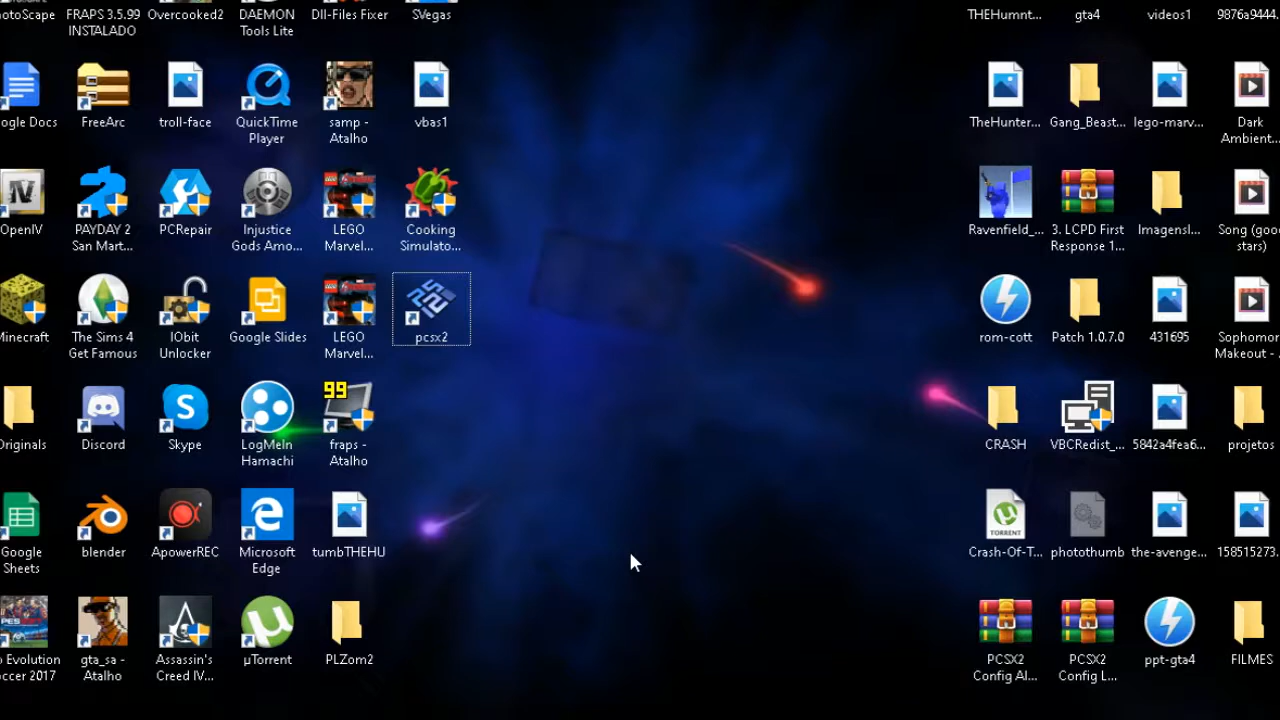 otoScape
FRAPS 3.5.99
INSTALADO
Overcooked2
DAEMON
Tools Lite
Dll-Files Fixer
SVegas
THEHumnt...
gta4
videos1
9876a9444.
ogle Docs
FreeArc
troll-face
QuickTime
Player
samp -
Atalho
vbas1
TheHunter...
Gang_Beast...
lego-marv...
Dark
Ambient...
IV
OpenIV
PAYDAY 2
San Mart...
PCRepair
Injustice
Gods Amo...
LEGO
Marvel...
Cooking
Simulato...
Ravenfield_...
3. LCPD First
Response 1...
ImagensI...
Song (goo
stars)
Minecraft
The Sims 4
Get Famous
IObit
Unlocker
Google Slides
LEGO
Marvel...
pcsx2
rom-cott
Patch 1.0.7.0
431695
Sophomor
Makeout - .
Originals
Discord
Skype
LogMeIn
Hamachi
99
fraps -
Atalho
CRASH
VBCRedist_...
5842a4fea6...
projetos
Google
Sheets
blender
ApowerREC
Microsoft
Edge
tumbTHEHU
TORRENT
Crash-Of-T...
photothumb
the-avenge...
158515273.
o Evolution
occer 2017
gta_sa -
Atalho
Assassin's
Creed IV...
µTorrent
PLZom2
PCSX2
Config Al...
PCSX2
Config L...
ppt-gta4
FILMES